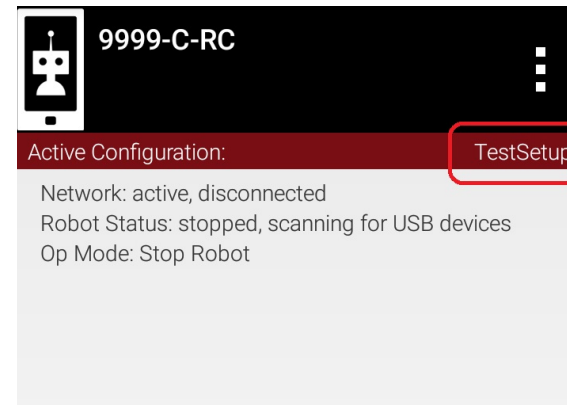 9999-C-RC
Active Configuration: TestSetup
Network: active, disconnected
Robot Status: stopped, scanning for USB devices
Op Mode: Stop Robot